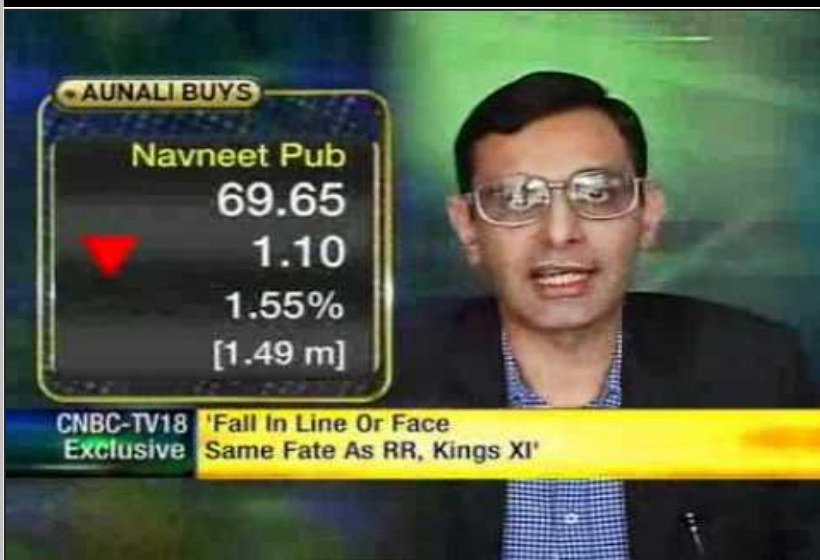 AUNALI BUYS
Navneet Pub
69.65
1.10
1.55%
[1.49 m]
CNBC-TV18
Exclusive
'Fall In Line Or Face
Same Fate As RR, Kings XI'